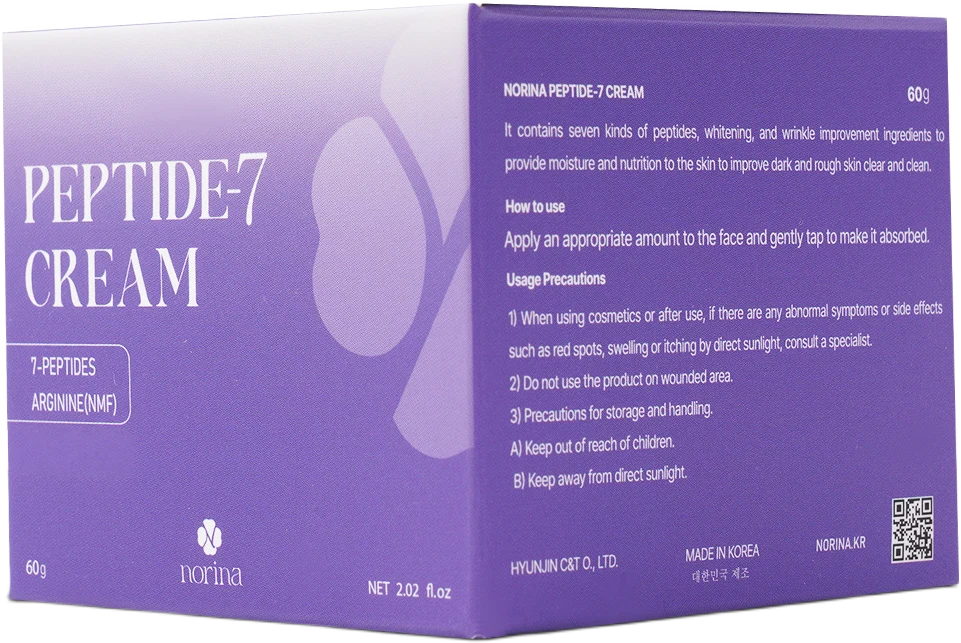 PEPTIDE-7
CREAM
7-PEPTIDES
ARGININE(NMF)
60g
norina
NET 2.02 fl.oz
NORINA PEPTIDE-7 CREAM
60g
It contains seven kinds of peptides, whitening, and wrinkle improvement ingredients to
provide moisture and nutrition to the skin to improve dark and rough skin clear and clean.
How to use
Apply an appropriate amount to the face and gently tap to make it absorbed.
Usage Precautions
1) When using cosmetics or after use, if there are any abnormal symptoms or side effects
such as red spots, swelling or itching by direct sunlight, consult a specialist.
2) Do not use the product on wounded area.
3) Precautions for storage and handling.
A) Keep out of reach of children.
B) Keep away from direct sunlight.
HYUNJIN C&T O., LTD.
MADE IN KOREA
대한민국 제조
NORINA.KR